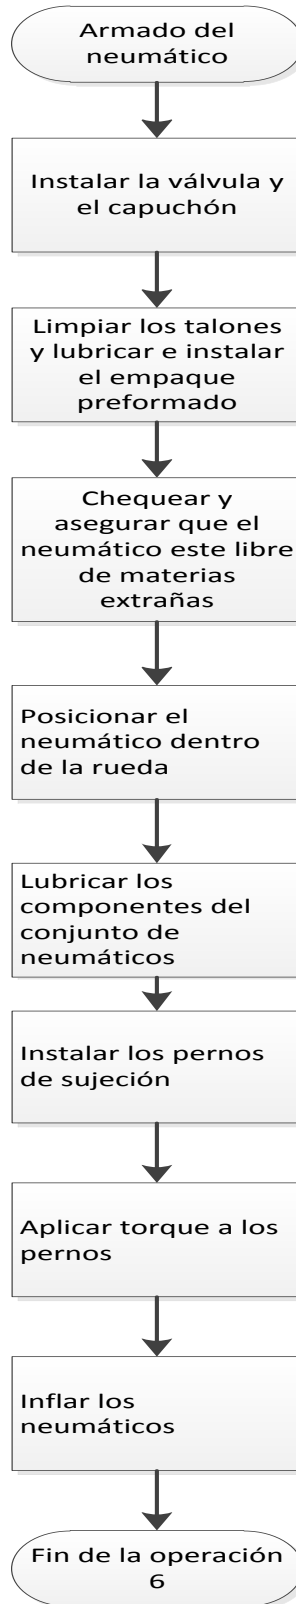 Armado del
neumático
Instalar la válvula y
el capuchón
Limpiar los talones
y lubricar e instalar
el empaque
preformado
Chequear y
asegurar que el
neumático este libre
de materias
extrañas
Posicionar el
neumático dentro
de la rueda
Lubricar los
componentes del
conjunto de
neumáticos
Instalar los pernos
de sujeción
Aplicar torque a los
pernos
Inflar los
neumáticos
Fin de la operación
6